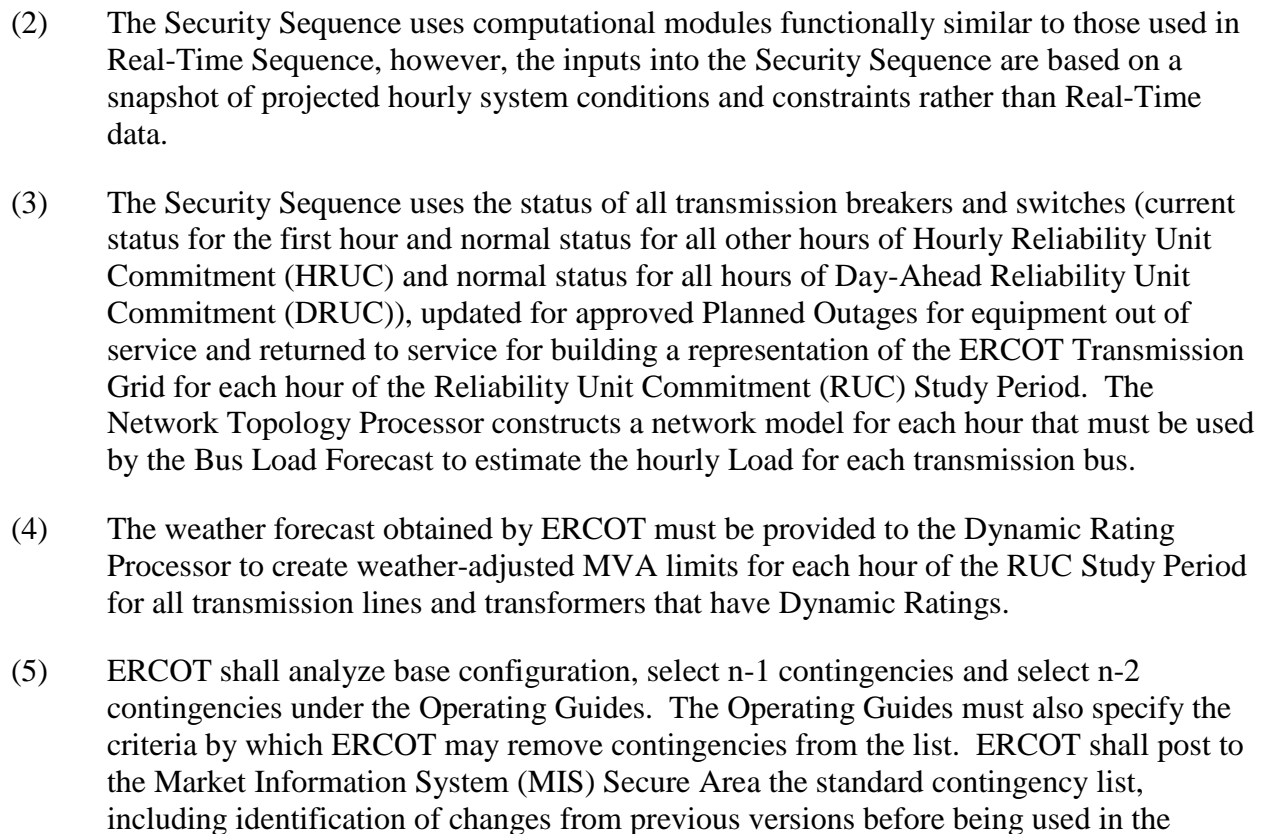 (2) The Security Sequence uses computational modules functionally similar to those used in
Real-Time Sequence, however, the inputs into the Security Sequence are based on a
snapshot of projected hourly system conditions and constraints rather than Real-Time
data.
(3) The Security Sequence uses the status of all transmission breakers and switches (current
status for the first hour and normal status for all other hours of Hourly Reliability Unit
Commitment (HRUC) and normal status for all hours of Day-Ahead Reliability Unit
Commitment (DRUC)), updated for approved Planned Outages for equipment out of
service and returned to service for building a representation of the ERCOT Transmission
Grid for each hour of the Reliability Unit Commitment (RUC) Study Period.  The
Network Topology Processor constructs a network model for each hour that must be used
by the Bus Load Forecast to estimate the hourly Load for each transmission bus.
(4) The weather forecast obtained by ERCOT must be provided to the Dynamic Rating
Processor to create weather-adjusted MVA limits for each hour of the RUC Study Period
for all transmission lines and transformers that have Dynamic Ratings.
(5) ERCOT shall analyze base configuration, select n-1 contingencies and select n-2
contingencies under the Operating Guides.  The Operating Guides must also specify the
criteria by which ERCOT may remove contingencies from the list.  ERCOT shall post to
the Market Information System (MIS) Secure Area the standard contingency list,
including identification of changes from previous versions before being used in the